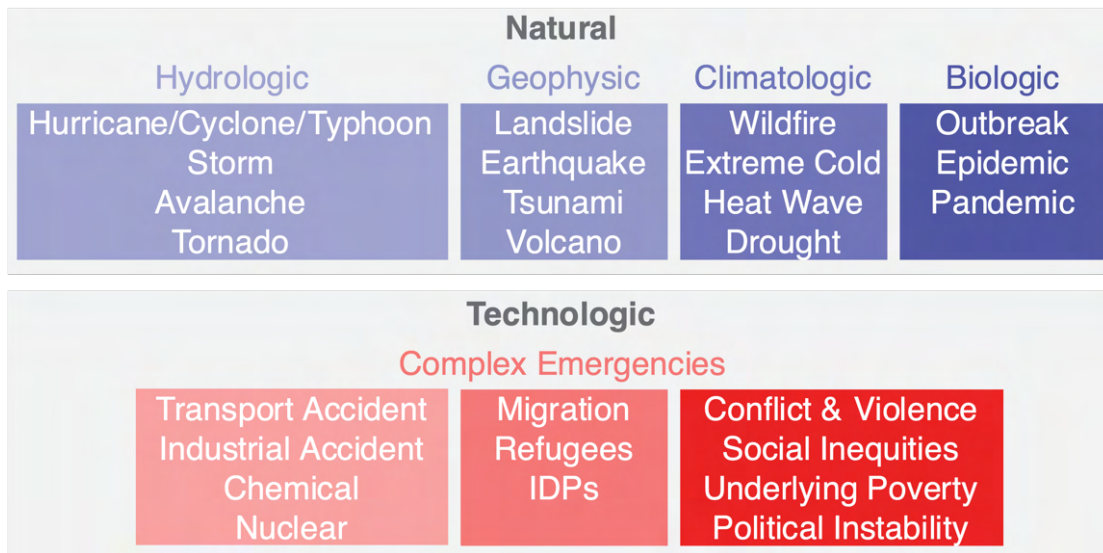 Natural
Hydrologic
Hurricane/Cyclone/Typhoon
Storm
Avalanche
Tornado
Geophysic
Landslide
Earthquake
Tsunami
Volcano
Climatologic
Wildfire
Extreme Cold
Heat Wave
Drought
Biologic
Outbreak
Epidemic
Pandemic
Technologic
Complex Emergencies
Transport Accident
Industrial Accident
Chemical
Nuclear
Migration
Refugees
IDPs
Conflict & Violence
Social Inequities
Underlying Poverty
Political Instability